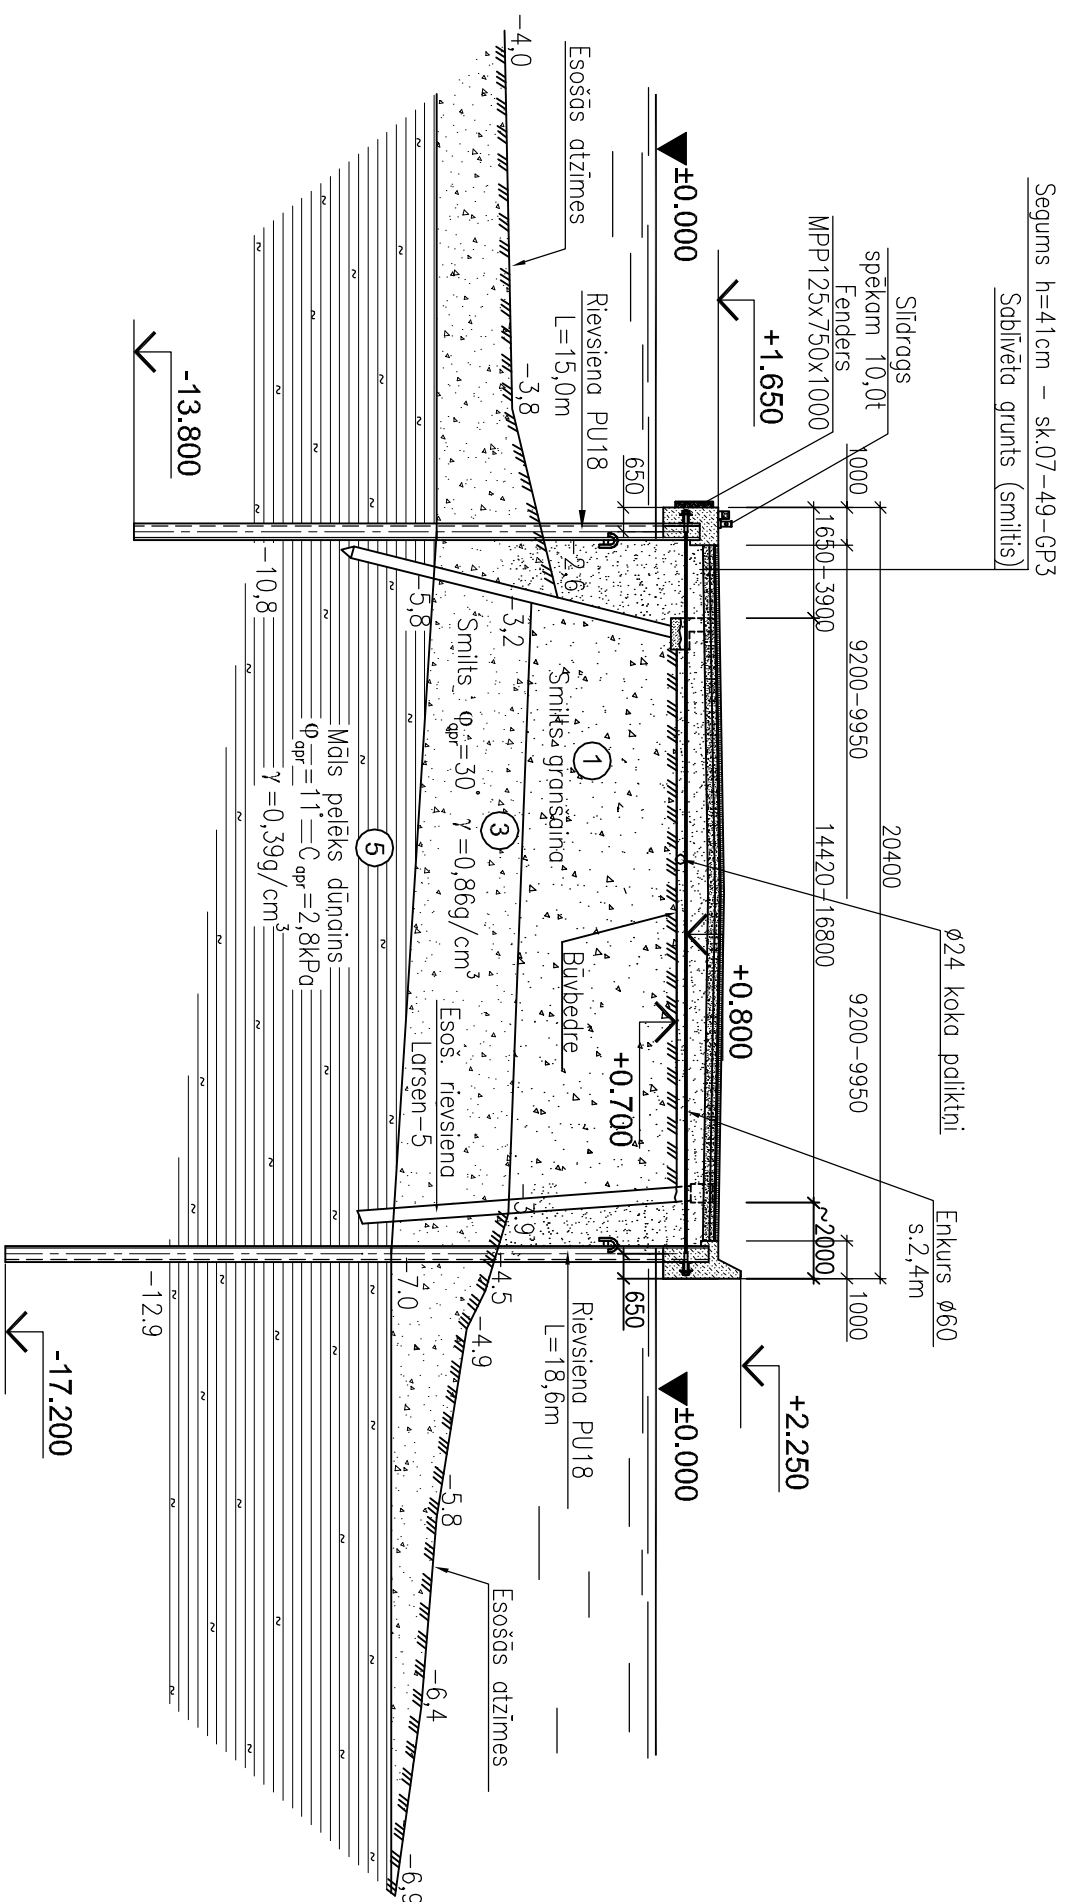 Segums h=41cm – sk.07-49-GP3
Sablīvēta grunts (smiltis)
Slīdrags
spēkam 10,0t
Fenders
MPP125x750x1000
±0.000
+1.650
Esošās atzīmes
-4,0
-3,8
Rievsiena PU18
L=15,0m
-13.800
650
1000
1650-3900
9200-9950
20400
14420-16800
9200-9950
~2000
1000
ø24 koka paliktņi
Enkurs ø60
s.2,4m
+0.800
+0.700
Būvbedre
-2,6
-3,2
-5,8
-10,8
1
Smilts gransaina
3
Smilts φapr=30° γ=0,86g/cm³
5
Māls pelēks dūņains
φapr=11° C apr=2,8kPa
γ=0,39g/cm³
Esoš. rievsiena
Larsen-5
-3,9
-4.5
-4.9
-7.0
-12.9
650
Rievsiena PU18
L=18,6m
±0.000
+2.250
-17.200
-5.8
Esošās atzīmes
-6,4
-6,9